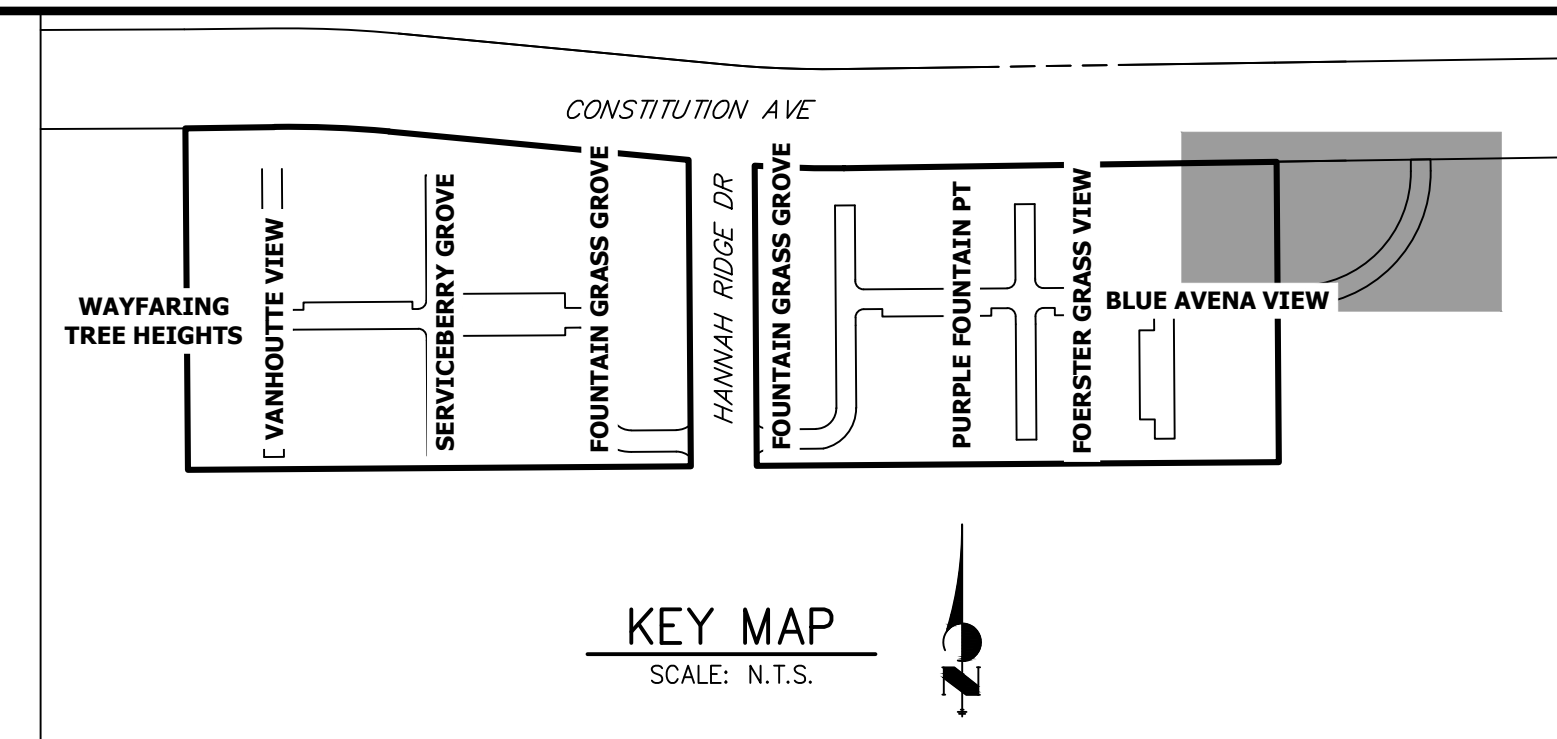 CONSTITUTION AVE
WAYFARING
TREE HEIGHTS
VANHOUTTE VIEW
SERVICEBERRY GROVE
FOUNTAIN GRASS GROVE
HANNAH RIDGE DR
FOUNTAIN GRASS GROVE
PURPLE FOUNTAIN PT
FOERSTER GRASS VIEW
BLUE AVENA VIEW
KEY MAP
SCALE: N.T.S.
N